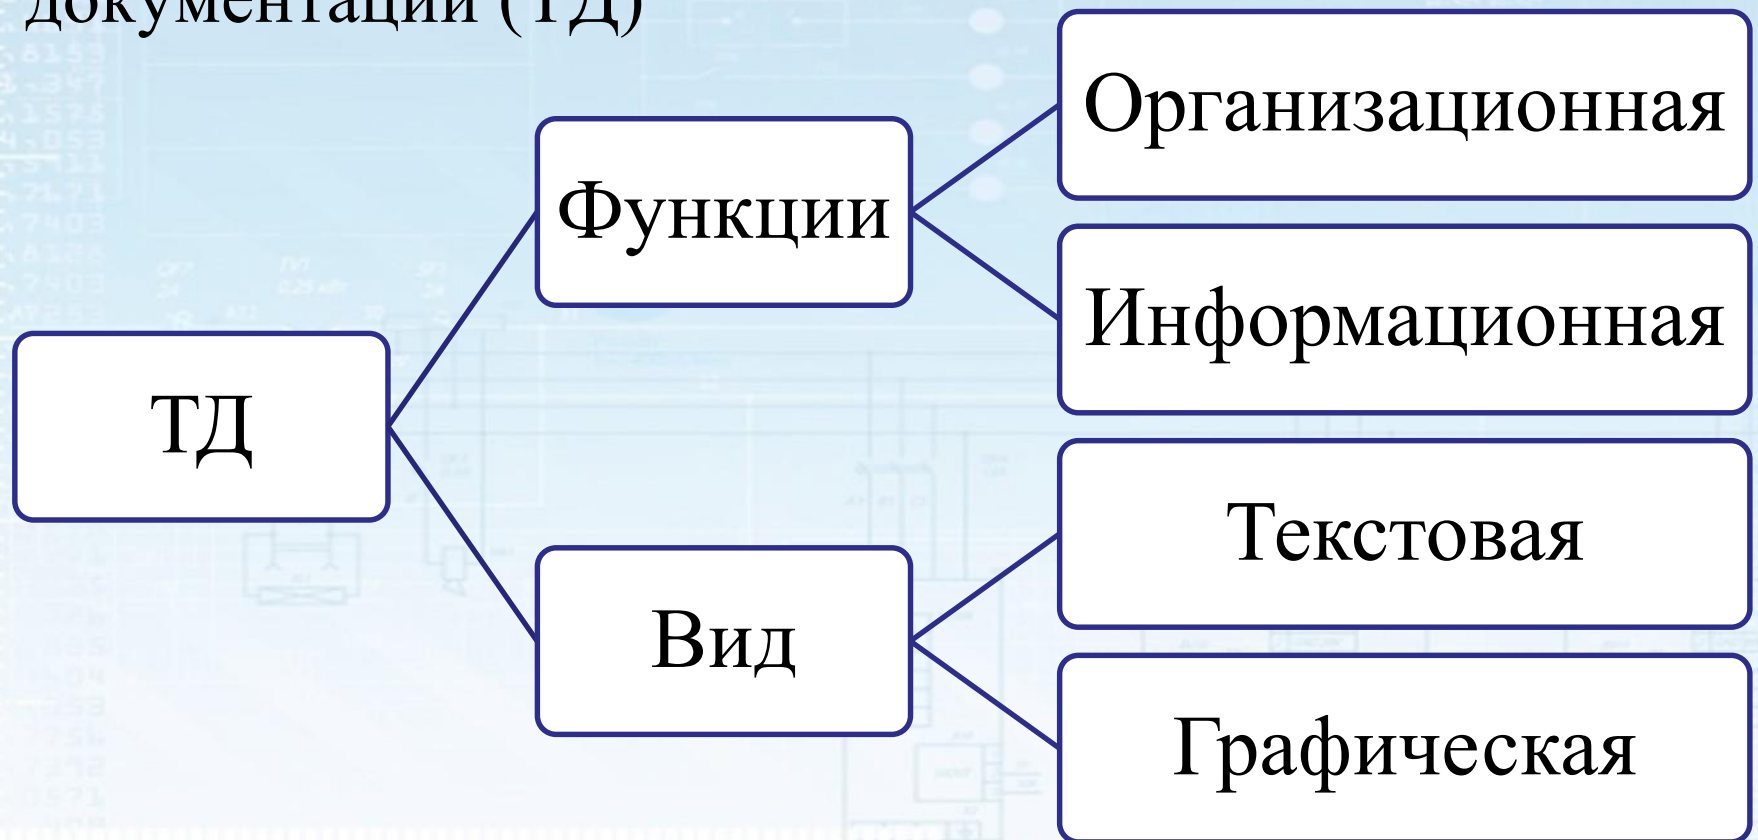 документации (ТД)
Организационная
Функции
Информационная
ТД
Текстовая
Вид
Графическая